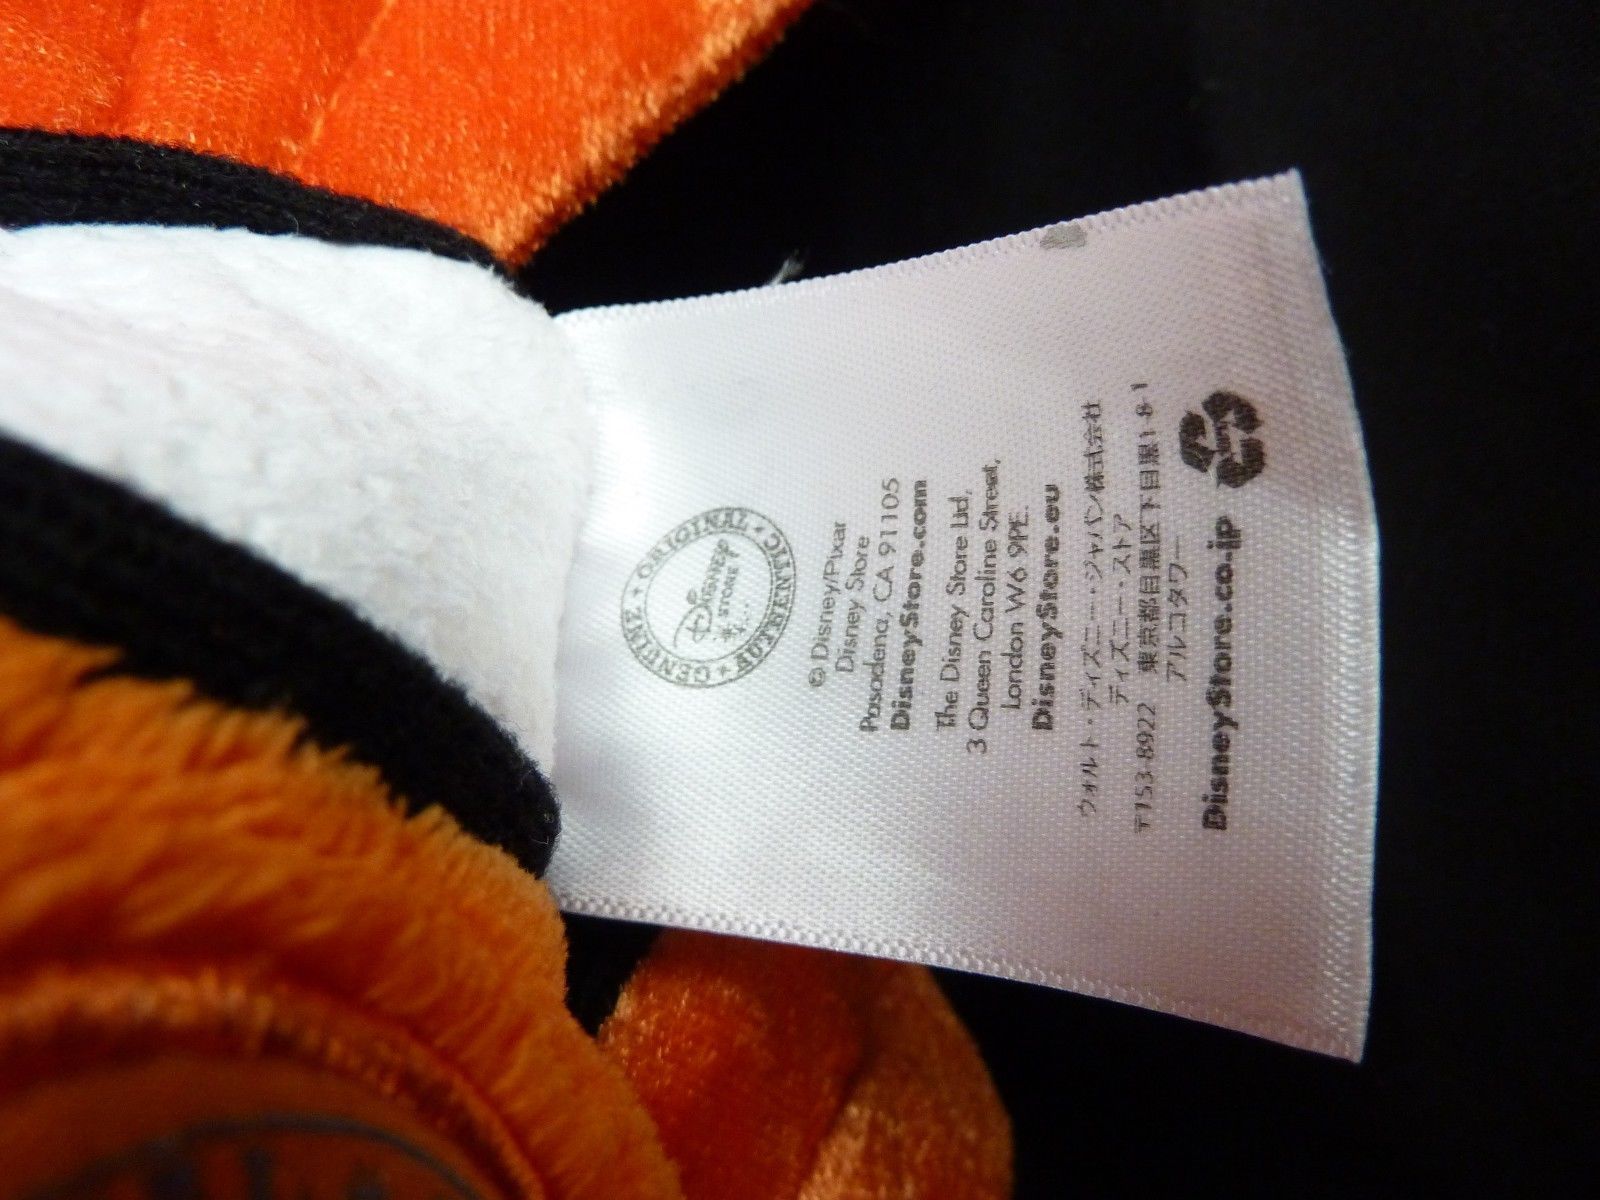 GENUINE • ORIGINAL • AUTHENTIC •
DISNEY
STORE
© Disney/Pixar
Disney Store
Pasadena, CA 91105
DisneyStore.com
The Disney Store Ltd,
3 Queen Caroline Street,
London W6 9PE.
DisneyStore.eu
ウォルト・ディズニー・ジャパン株式会社
ディズニー・ストア
〒153-8922 東京都目黒区下目黒1-8-1
アルコタワー
DisneyStore.co.jp